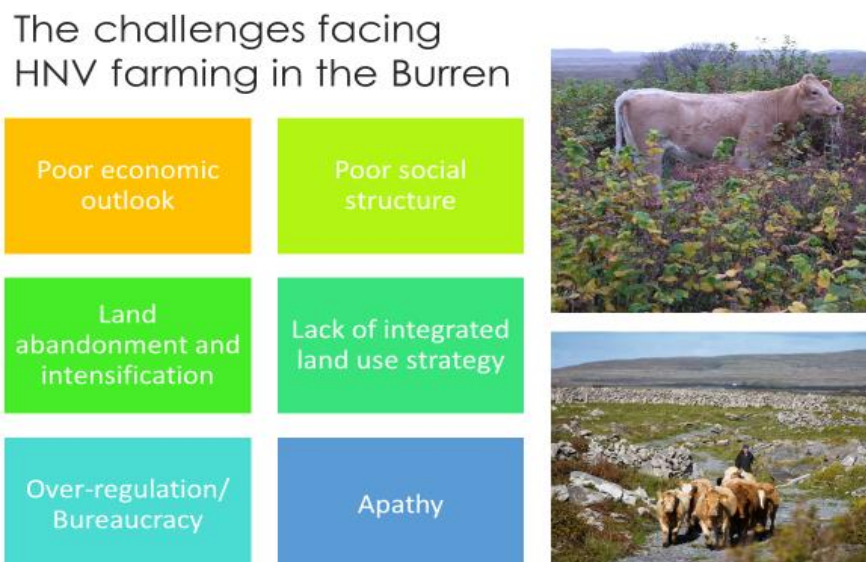 The challenges facing
HNV farming in the Burren
Poor economic
outlook
Poor social
structure
Land
abandonment and
intensification
Lack of integrated
land use strategy
Over-regulation/
Bureaucracy
Apathy